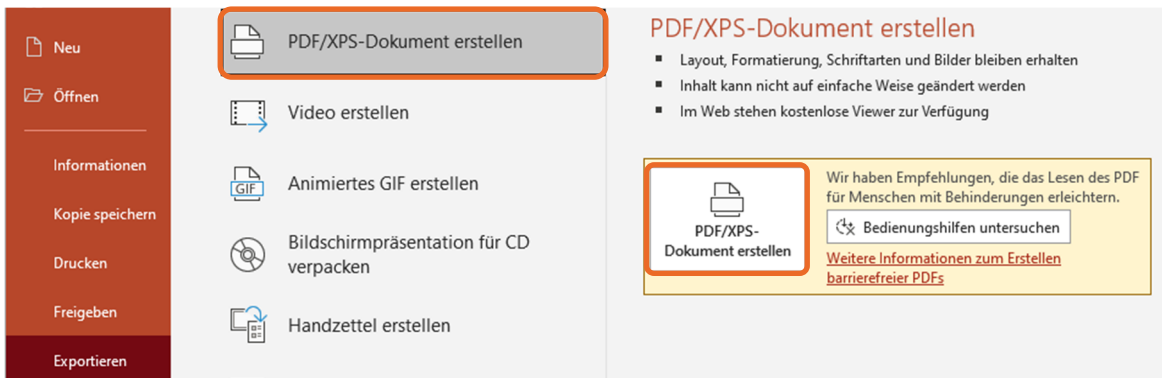 Neu
Öffnen
Informationen
Kopie speichern
Drucken
Freigeben
Exportieren
PDF/XPS-Dokument erstellen
Video erstellen
GIF
Animiertes GIF erstellen
Bildschirmpräsentation für CD
verpacken
Handzettel erstellen
PDF/XPS-Dokument erstellen
Layout, Formatierung, Schriftarten und Bilder bleiben erhalten
Inhalt kann nicht auf einfache Weise geändert werden
Im Web stehen kostenlose Viewer zur Verfügung
PDF/XPS-
Dokument erstellen
Wir haben Empfehlungen, die das Lesen des PDF
für Menschen mit Behinderungen erleichtern.
Bedienungshilfen untersuchen
Weitere Informationen zum Erstellen
barrierefreier PDFs